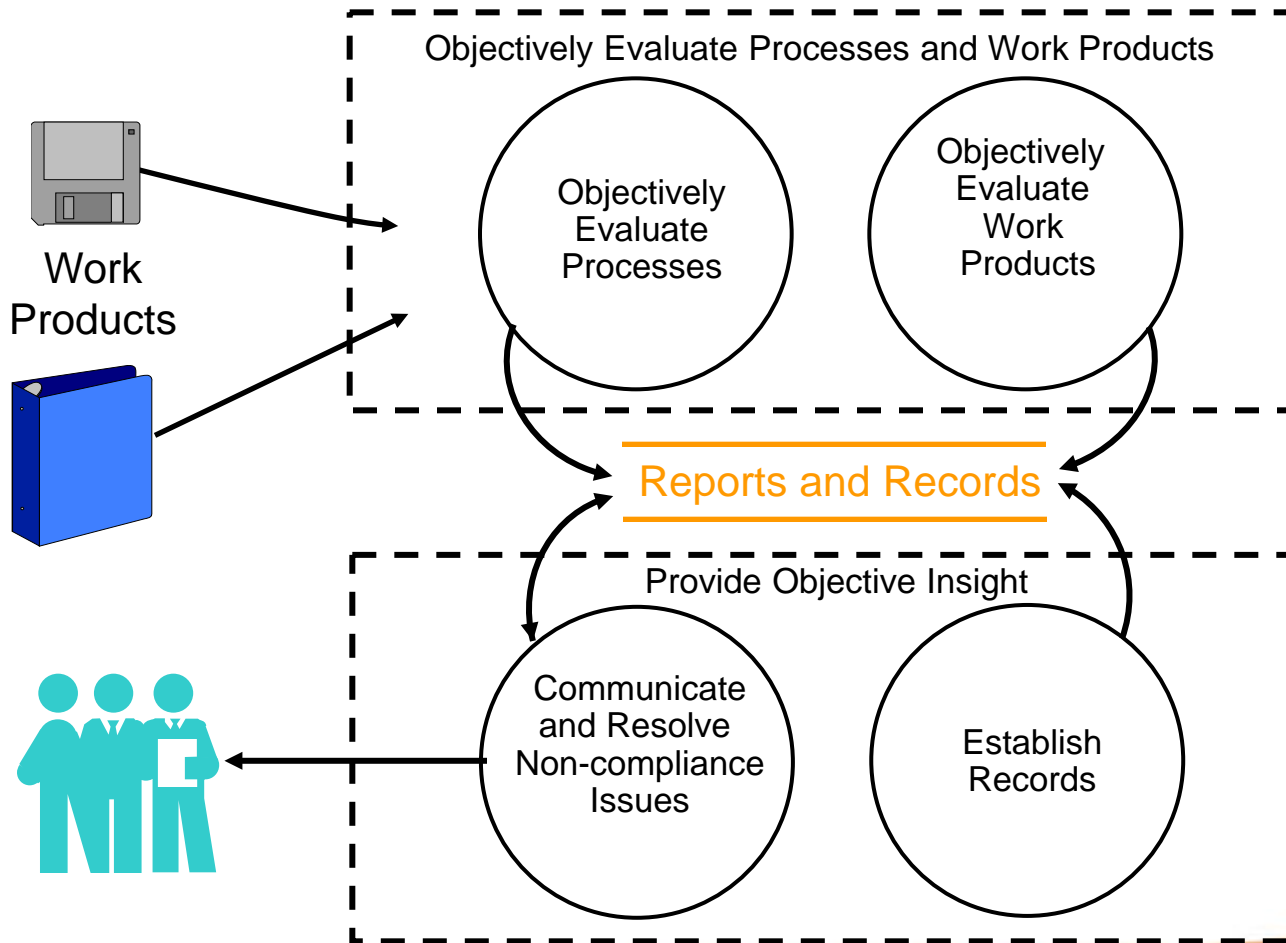 Objectively Evaluate Processes and Work Products
Objectively
Evaluate
Processes
Objectively
Evaluate
Work
Products
Work
Products
Reports and Records
Provide Objective Insight
Communicate
and Resolve
Non-compliance
Issues
Establish
Records